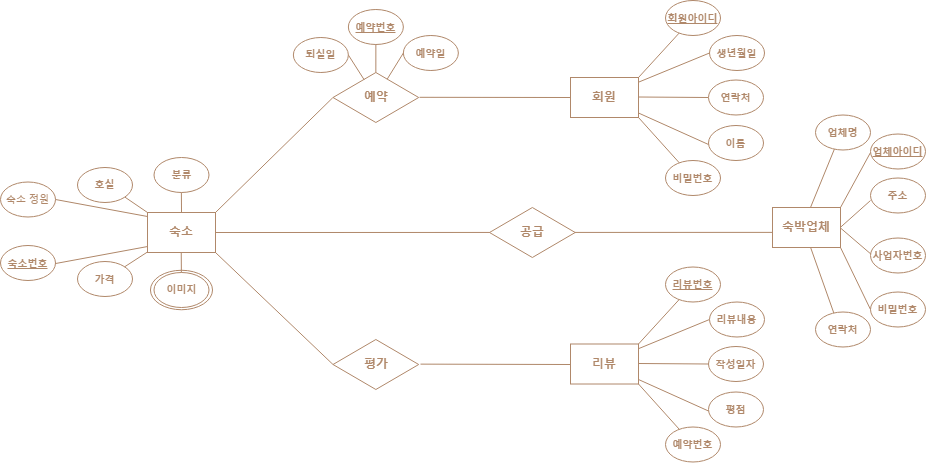 회원아이디
예약번호
퇴실일
예약일
생년월일
예약
회원
연락처
업체명
이름
업체아이디
분류
호실
비밀번호
숙소 정원
주소
숙소
공급
숙박업체
숙소번호
사업자번호
가격
이미지
리뷰번호
비밀번호
리뷰내용
연락처
평가
리뷰
작성일자
평점
예약번호